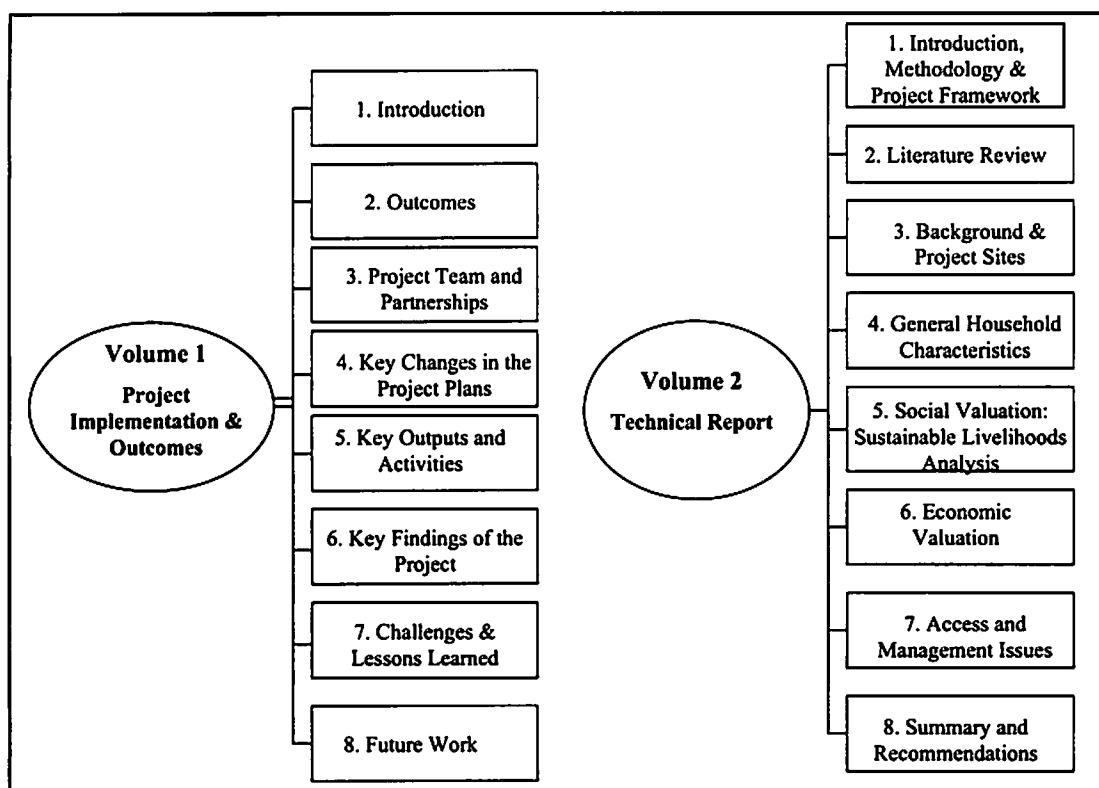 Volume 1
Project
Implementation &
Outcomes
1. Introduction
2. Outcomes
3. Project Team and
Partnerships
4. Key Changes in the
Project Plans
5. Key Outputs and
Activities
6. Key Findings of the
Project
7. Challenges &
Lessons Learned
8. Future Work
Volume 2
Technical Report
1. Introduction,
Methodology &
Project Framework
2. Literature Review
3. Background &
Project Sites
4. General Household
Characteristics
5. Social Valuation:
Sustainable Livelihoods
Analysis
6. Economic
Valuation
7. Access and
Management Issues
8. Summary and
Recommendations